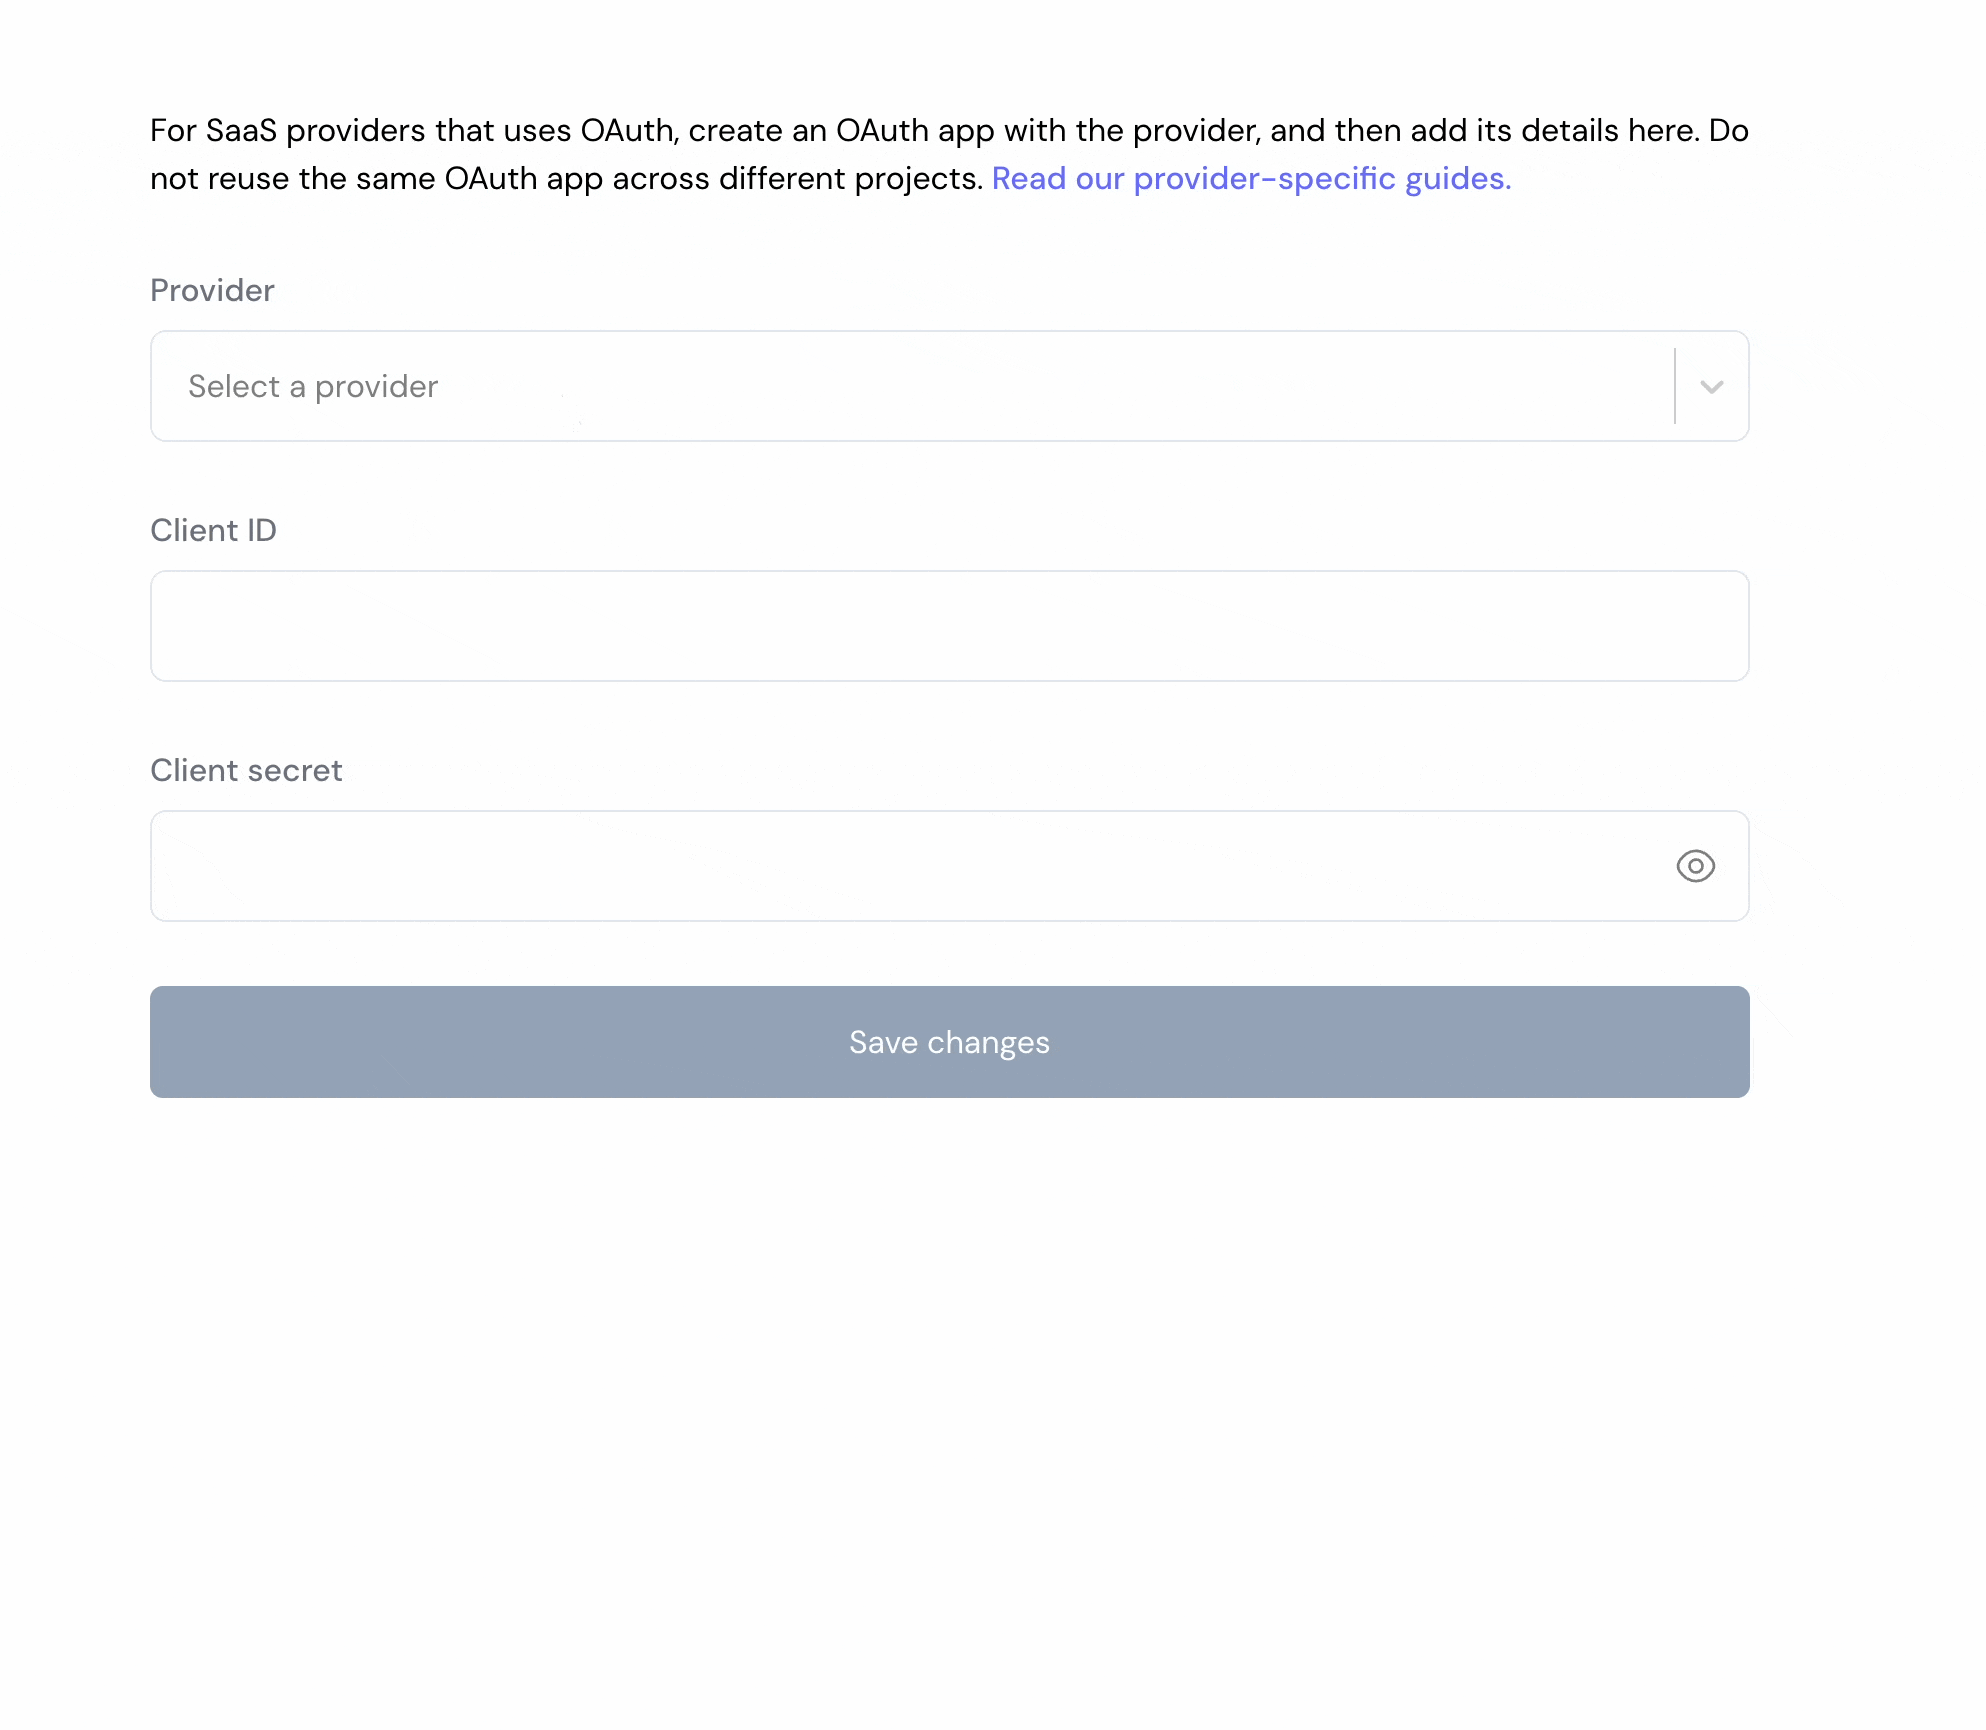 For SaaS providers that uses OAuth, create an OAuth app with the provider, and then add its details here. Do
not reuse the same OAuth app across different projects. Read our provider-specific guides.
Provider
Select a provider
Client ID
Client secret
Save changes